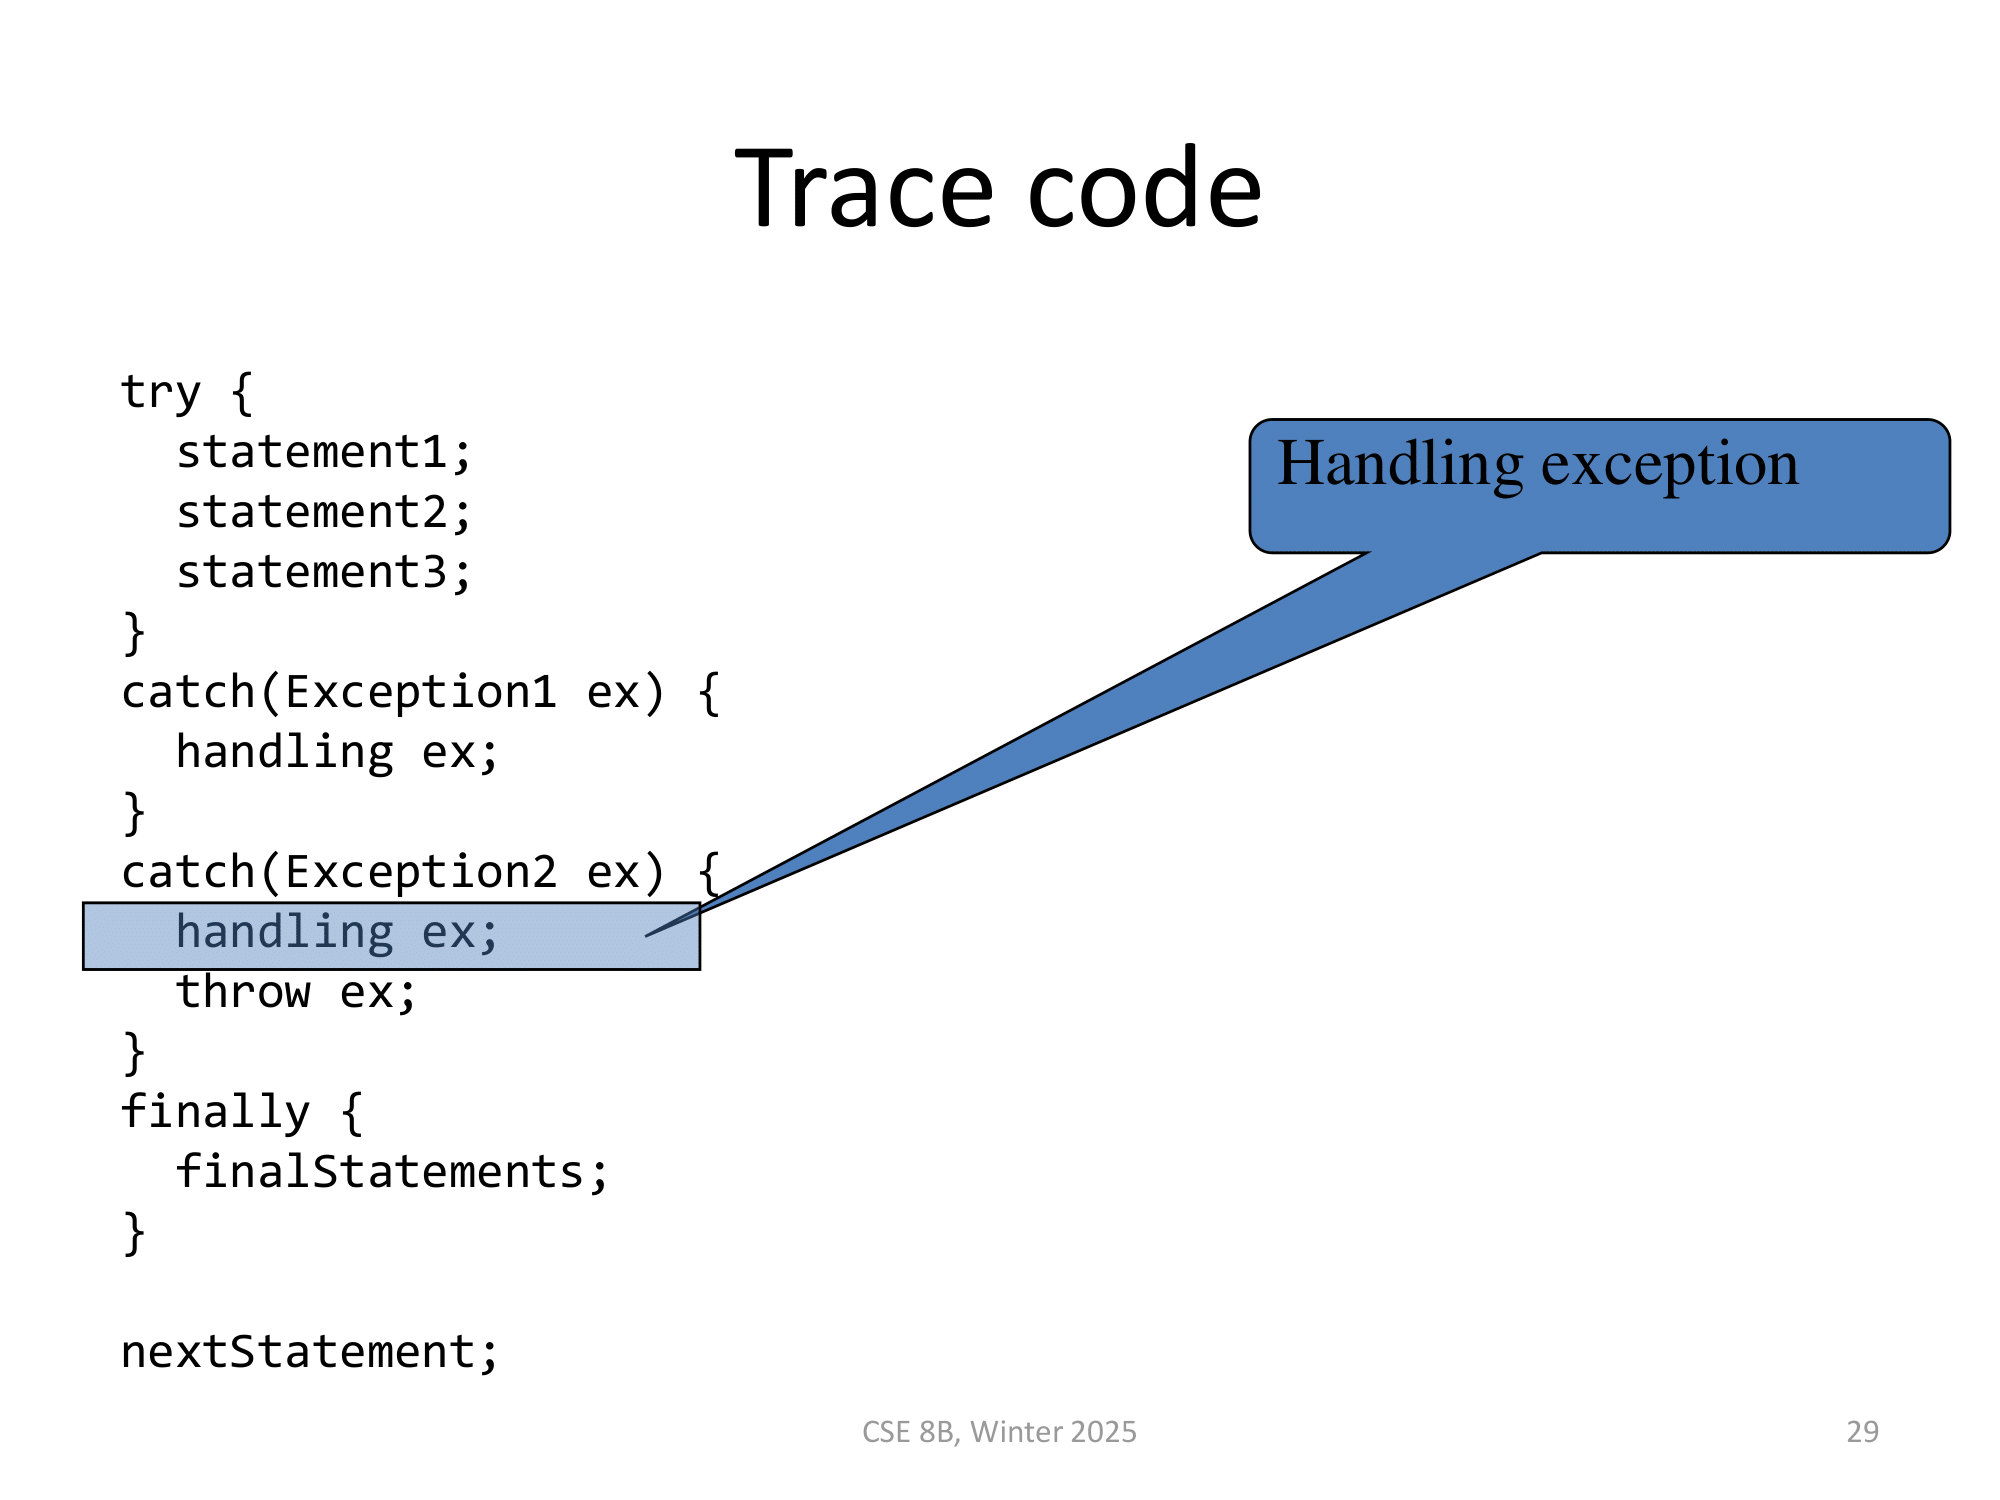 Trace code
try {
  statement1;
  statement2;
  statement3;
}
catch(Exception1 ex) {
  handling ex;
}
catch(Exception2 ex) {
  handling ex;
  throw ex;
}
finally {
  finalStatements;
}
nextStatement;
Handling exception
CSE 8B, Winter 2025
29